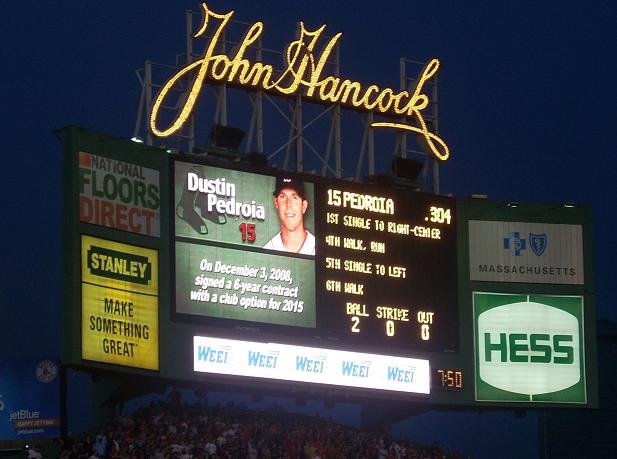 John Hancock
NATIONAL
FLOORS
DIRECT
STANLEY
MAKE
SOMETHING
GREAT
Dustin
Pedroia
15
On December 3, 2008,
signed a 6-year contract
with a club option for 2015
15 PEDROIA .304
1ST SINGLE TO RIGHT-CENTER
4TH WALK, RUN
5TH SINGLE TO LEFT
6TH WALK
BALL STRIKE OUT
2 0 0
WEEI WEEI WEEI WEEI WEEI
7:50
MASSACHUSETTS
HESS
jetBlue
HAPPY JETTING